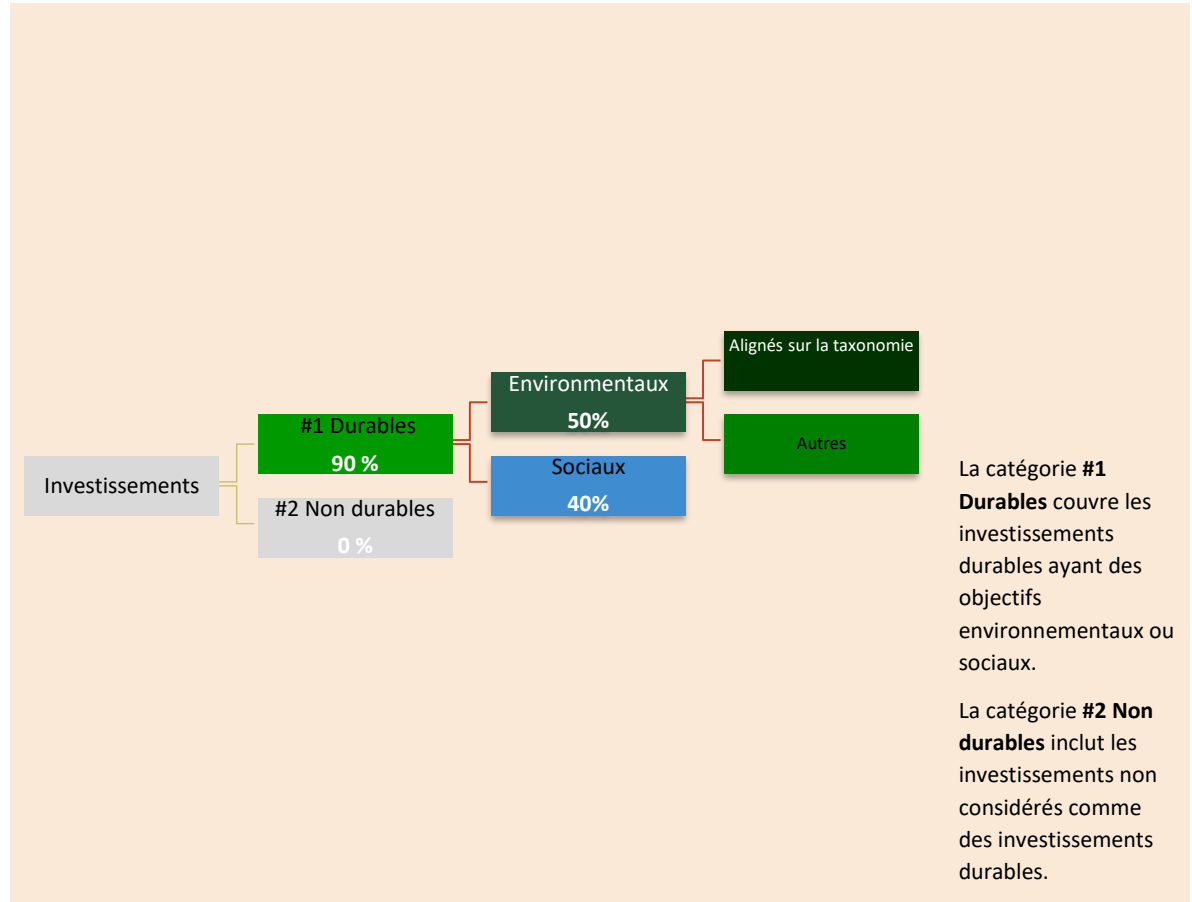 Investissements
#1 Durables
90 %
#2 Non durables
0 %
Environmentaux
50%
Sociaux
40%
Alignés sur la taxonomie
Autres
La catégorie #1
Durables couvre les
investissements
durables ayant des
objectifs
environnementaux ou
sociaux.
La catégorie #2 Non
durables inclut les
investissements non
considérés comme
des investissements
durables.